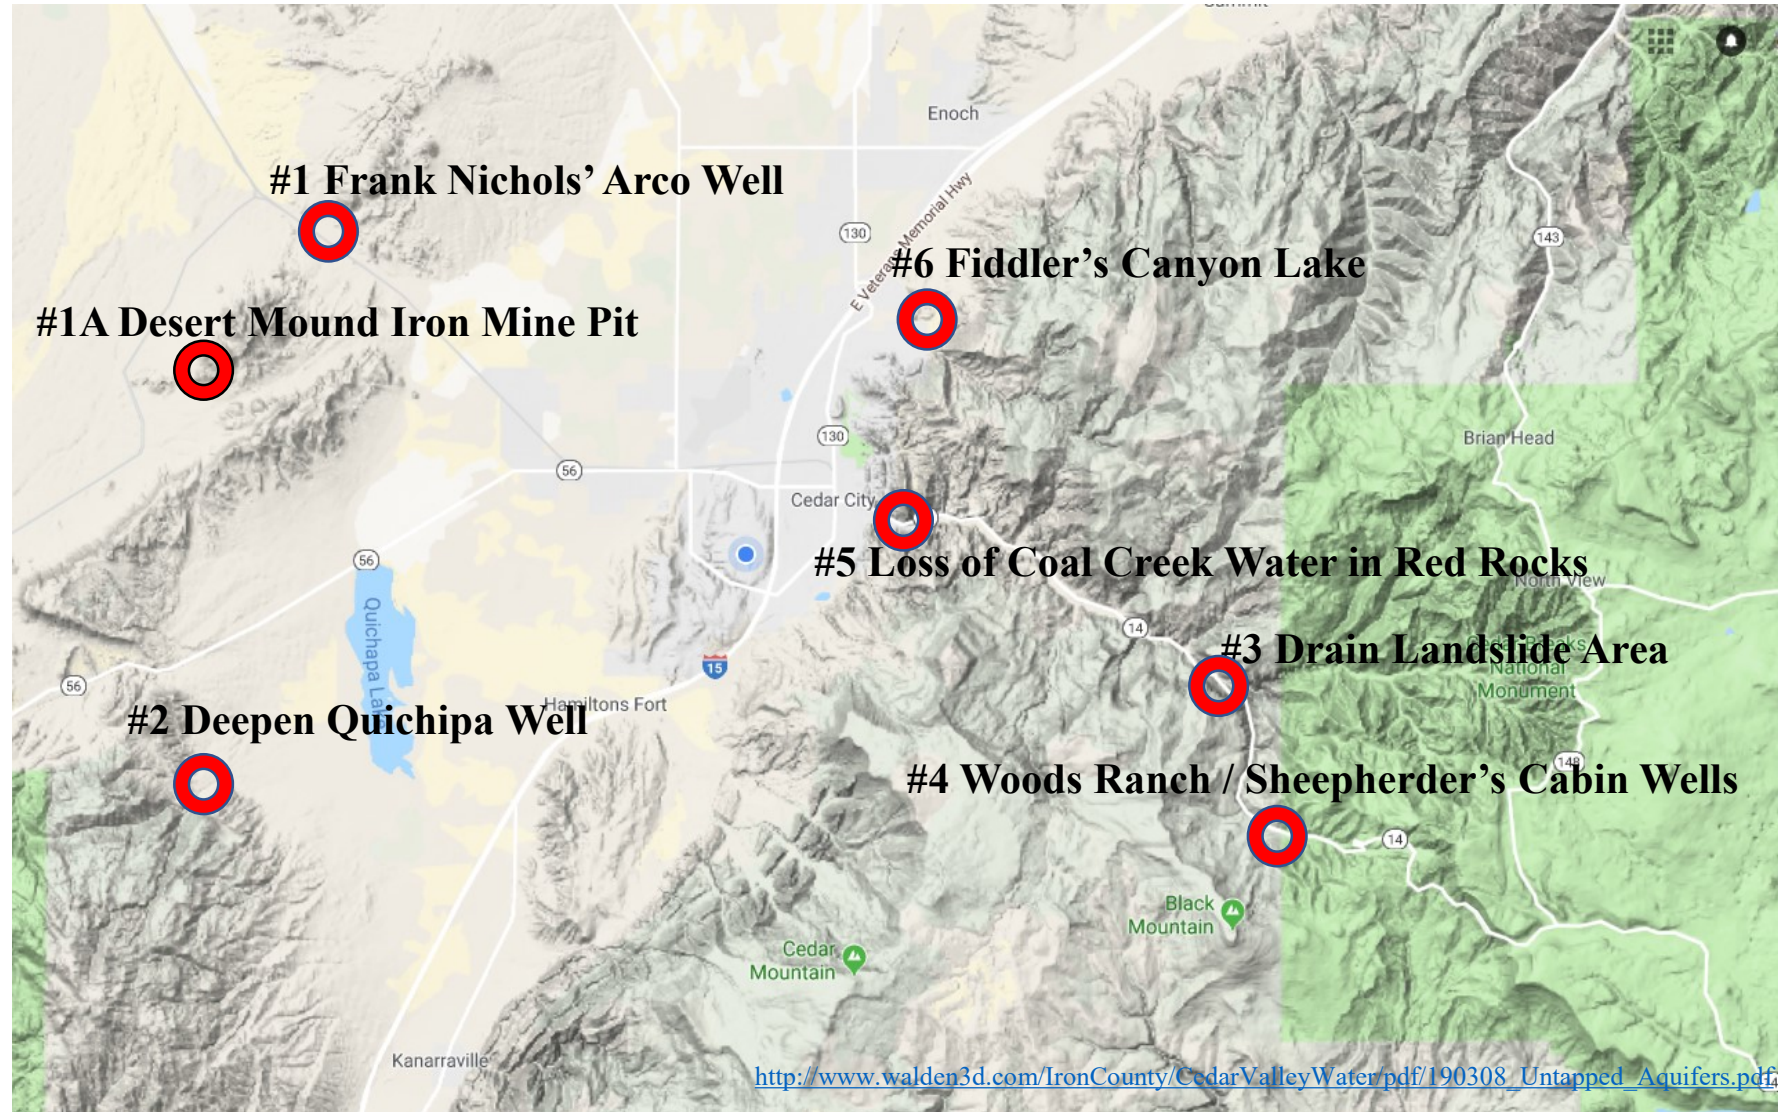 Summit
Enoch
#1 Frank Nichols’ Arco Well
130
E Veterans Memorial Hwy
143
#6 Fiddler’s Canyon Lake
#1A Desert Mound Iron Mine Pit
130
Brian Head
56
Cedar City
56
#5 Loss of Coal Creek Water in Red Rocks
North View
Quichapa Lake
14
15
#3 Drain Landslide Area
Cedar Breaks
National
Monument
56
Hamiltons Fort
#2 Deepen Quichipa Well
148
#4 Woods Ranch / Sheepherder’s Cabin Wells
14
Black
Mountain
Cedar
Mountain
Kanarraville
http://www.walden3d.com/IronCounty/CedarValleyWater/pdf/190308_Untapped_Aquifers.pdf